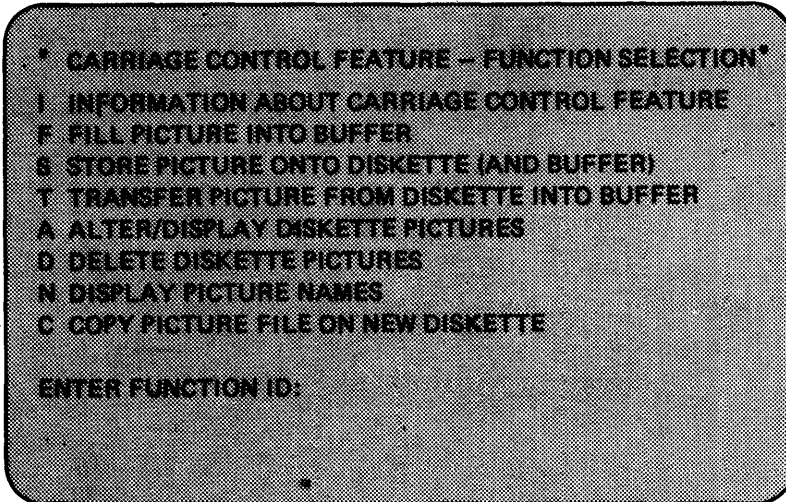 * CARRIAGE CONTROL FEATURE – FUNCTION SELECTION*
I INFORMATION ABOUT CARRIAGE CONTROL FEATURE
F FILL PICTURE INTO BUFFER
S STORE PICTURE ONTO DISKETTE (AND BUFFER)
T TRANSFER PICTURE FROM DISKETTE INTO BUFFER
A ALTER/DISPLAY DISKETTE PICTURES
D DELETE DISKETTE PICTURES
N DISPLAY PICTURE NAMES
C COPY PICTURE FILE ON NEW DISKETTE
ENTER FUNCTION ID: